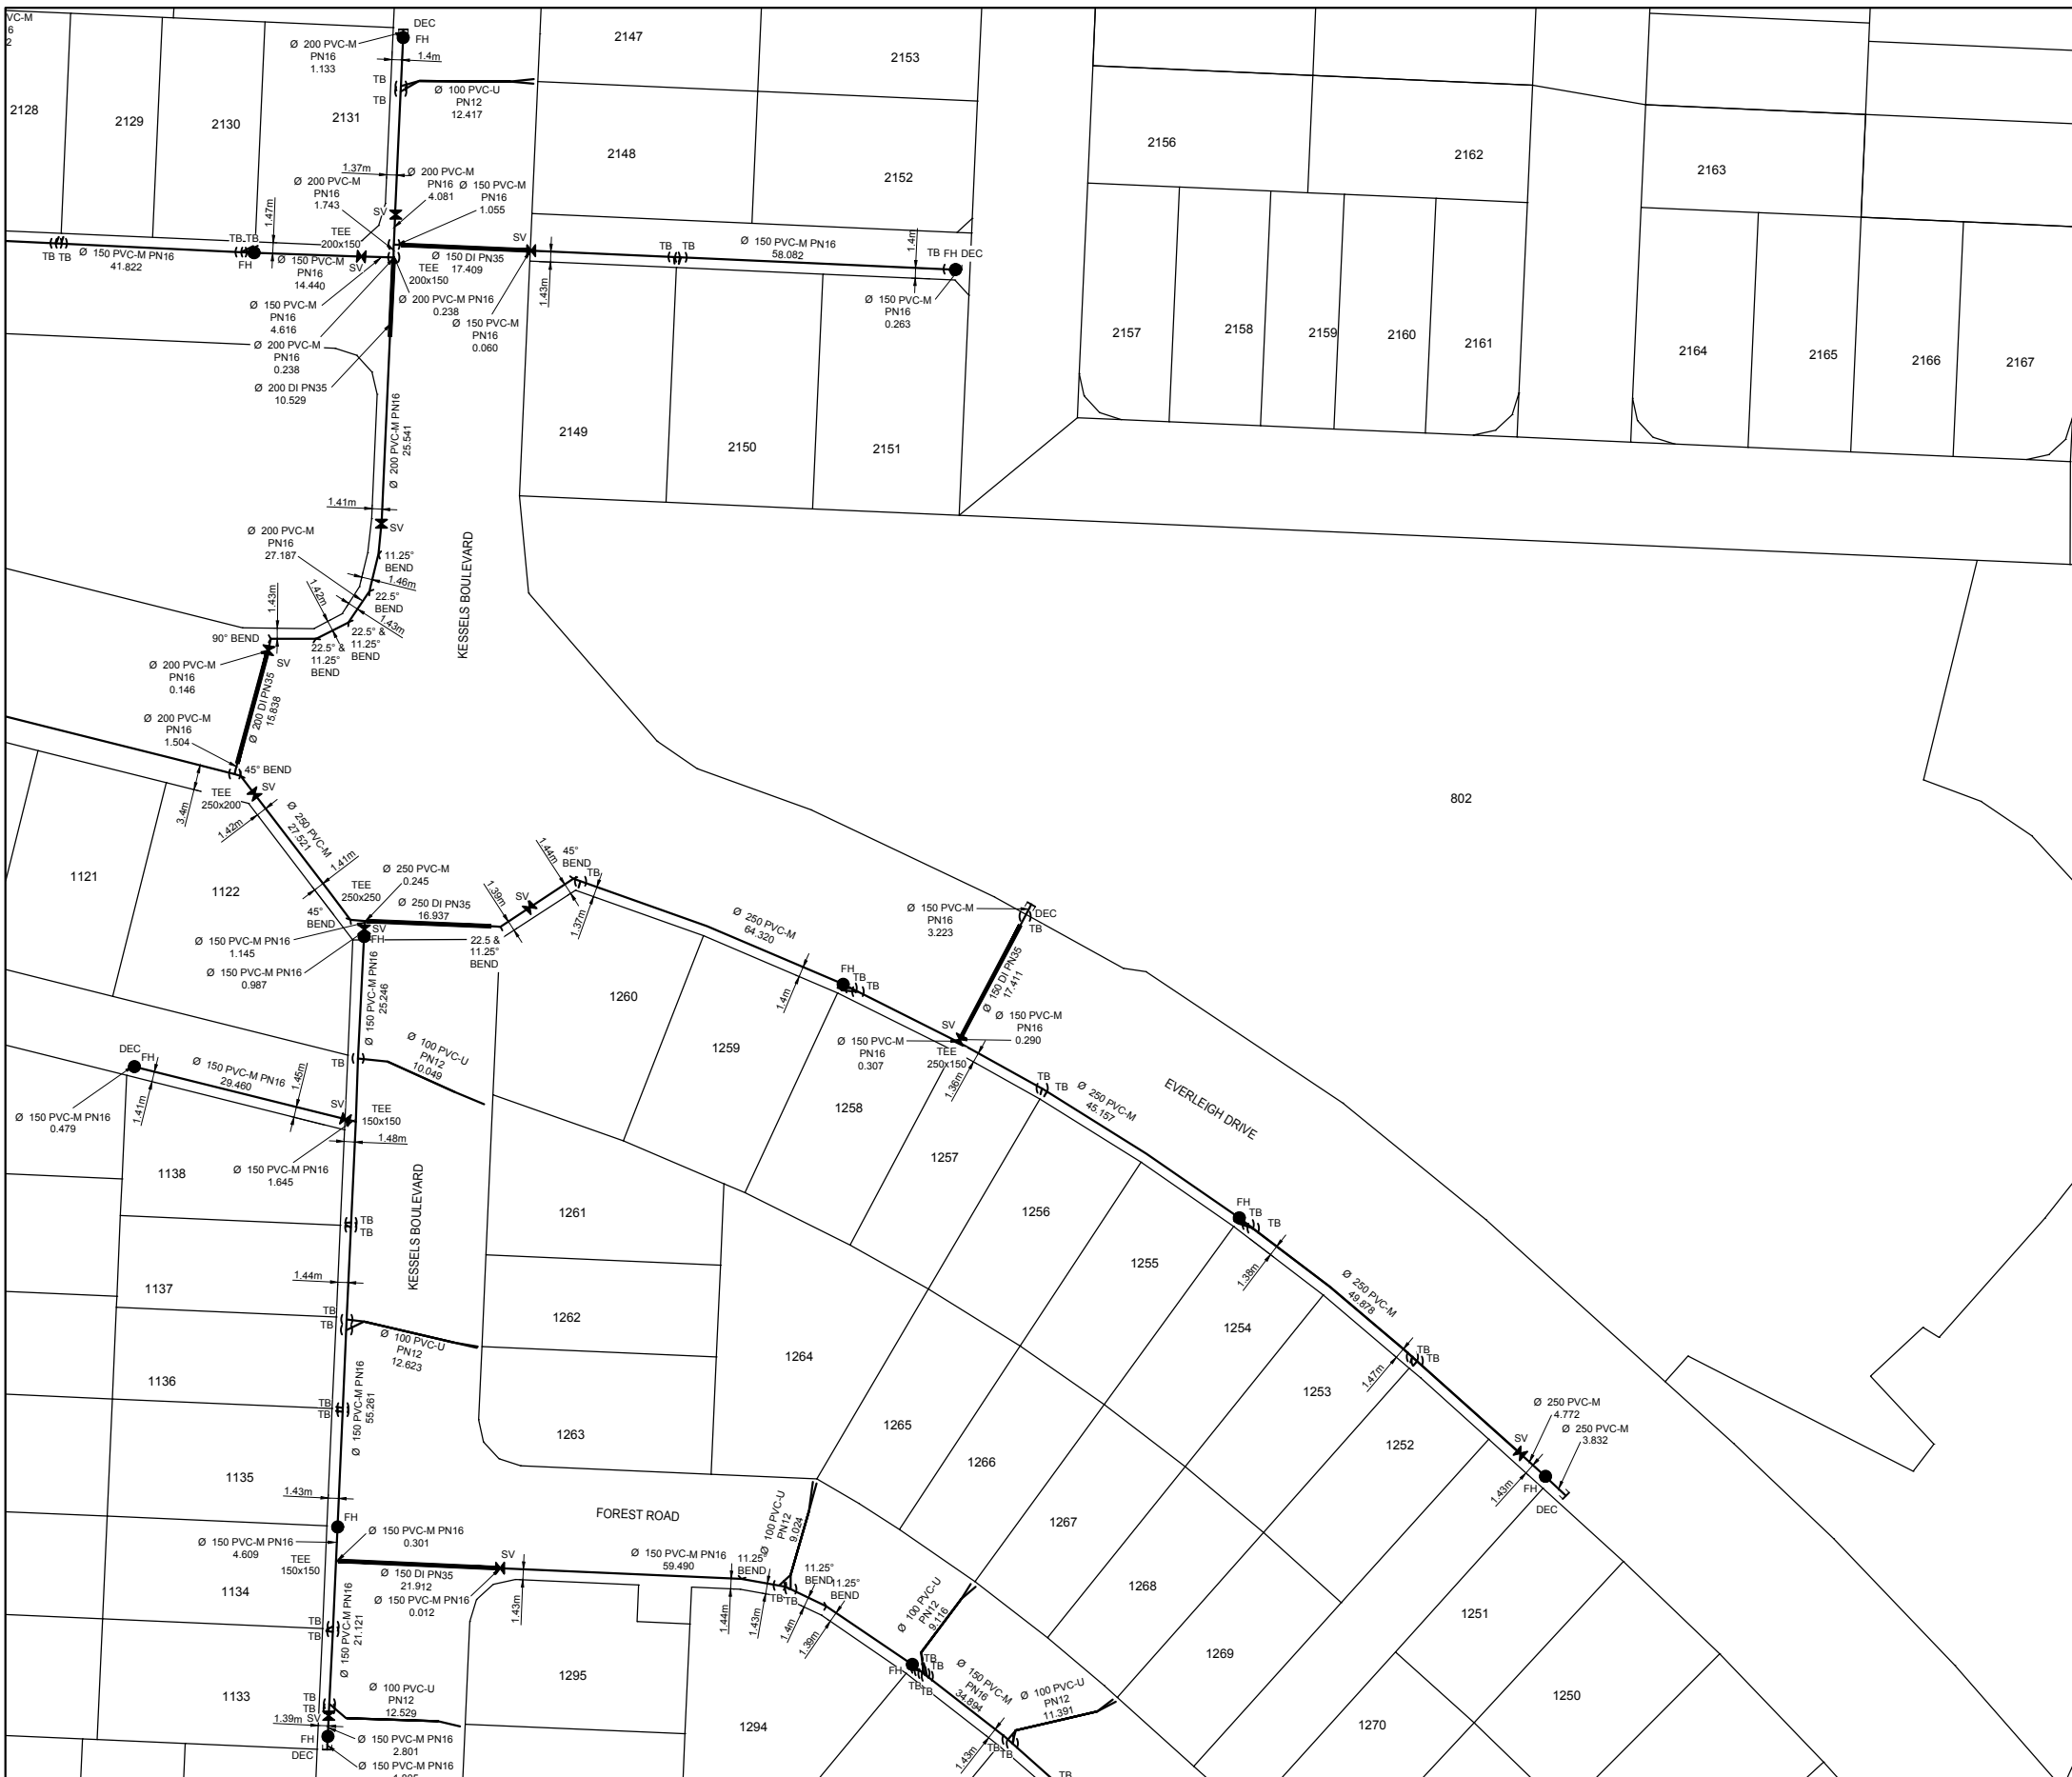 VC-M
6
2
DEC
FH
Ø 200 PVC-M
PN16
1.133
1.4m
TB
TB
Ø 100 PVC-U
PN12
12.417
2147
2153
2128
2129
2130
2131
2148
2152
2156
2162
2163
1.37m
Ø 200 PVC-M
PN16
4.081
Ø 150 PVC-M
PN16
1.055
Ø 200 PVC-M
PN16
1.743
SV
1.47m
TEE
200x150
TB TB
FH
TB TB
Ø 150 PVC-M PN16
41.822
Ø 150 PVC-M
PN16
14.440
SV
SV
Ø 150 DI PN35
17.409
TEE
200x150
TB
TB
Ø 150 PVC-M PN16
58.082
1.4m
TB FH DEC
1.43m
Ø 150 PVC-M
PN16
0.263
Ø 150 PVC-M
PN16
4.616
Ø 200 PVC-M PN16
0.238
Ø 150 PVC-M
PN16
0.060
Ø 200 PVC-M
PN16
0.238
Ø 200 DI PN35
10.529
2157
2158
2159
2160
2161
2164
2165
2166
2167
2149
2150
2151
Ø 200 PVC-M PN16
25.541
1.41m
SV
Ø 200 PVC-M
PN16
27.187
11.25°
BEND
1.46m
22.5°
BEND
1.43m
1.42m
1.43m
KESSELS BOULEVARD
90° BEND
22.5° &
11.25°
BEND
22.5° &
11.25°
BEND
SV
Ø 200 PVC-M
PN16
0.146
Ø 200 DI PN35
15.838
Ø 200 PVC-M
PN16
1.504
45° BEND
SV
TEE
250x200
3.4m
1.42m
Ø 250 PVC-M
27.521
1.41m
802
1121
1122
TEE
250x250
Ø 250 PVC-M
0.245
Ø 250 DI PN35
16.937
45°
BEND
SV
FH
Ø 150 PVC-M PN16
1.145
Ø 150 PVC-M PN16
0.987
22.5 &
11.25°
BEND
1.39m
SV
1.44m
45°
BEND
TB
1.37m
Ø 250 PVC-M
64.320
1.4m
FH
TB
TB
Ø 150 PVC-M
PN16
3.223
DEC
TB
Ø 150 DI PN35
17.411
SV
Ø 150 PVC-M
PN16
0.290
Ø 150 PVC-M
PN16
0.307
TEE
250x150
1.36m
TB
TB
Ø 250 PVC-M
45.157
EVERLEIGH DRIVE
Ø 150 PVC-M PN16
25.246
1260
1259
1258
1257
1256
1255
1254
1253
1252
TB
Ø 100 PVC-U
PN12
10.049
DEC
FH
Ø 150 PVC-M PN16
29.460
1.45m
1.41m
SV
TEE
150x150
1.48m
Ø 150 PVC-M PN16
0.479
Ø 150 PVC-M PN16
1.645
1138
KESSELS BOULEVARD
TB
TB
1261
1.44m
1137
TB
TB
Ø 100 PVC-U
PN12
12.623
1262
1264
1136
TB
TB
Ø 150 PVC-M PN16
55.261
1263
1265
1266
FH
TB
TB
1.38m
Ø 250 PVC-M
49.878
1.47m
TB
TB
Ø 250 PVC-M
4.772
Ø 250 PVC-M
3.832
SV
1.43m
FH
DEC
1135
1.43m
FH
Ø 150 PVC-M PN16
0.301
Ø 150 PVC-M PN16
4.609
TEE
150x150
FOREST ROAD
SV
Ø 150 DI PN35
21.912
Ø 150 PVC-M PN16
0.012
1.43m
Ø 150 PVC-M PN16
59.490
11.25°
BEND
Ø 100 PVC-U
PN12
9.024
11.25°
BEND
11.25°
BEND
TB
TB
1.44m
1.43m
1.4m
1.39m
1267
1268
1269
1251
1250
1270
1134
TB
TB
Ø 150 PVC-M PN16
21.121
Ø 100 PVC-U
PN12
9.116
FH
TB
TB
TB
TB
Ø 150 PVC-M
PN16
34.894
Ø 100 PVC-U
PN12
11.391
1.43m
TB
TB
TB
1295
1294
1133
TB
TB
SV
1.39m
Ø 100 PVC-U
PN12
12.529
FH
DEC
Ø 150 PVC-M PN16
2.801
Ø 150 PVC-M PN16